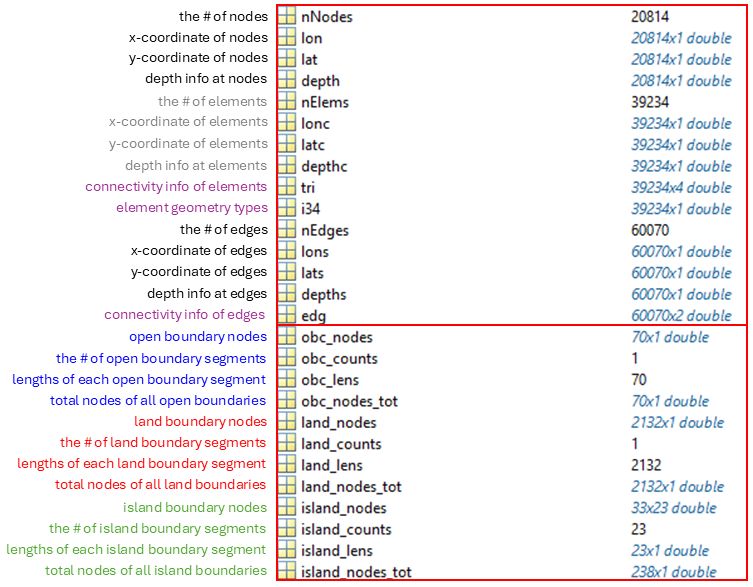 the # of nodes nNodes 20814
x-coordinate of nodes lon 20814x1 double
y-coordinate of nodes lat 20814x1 double
depth info at nodes depth 20814x1 double
the # of elements nElems 39234
x-coordinate of elements lonc 39234x1 double
y-coordinate of elements latc 39234x1 double
depth info at elements depthc 39234x1 double
connectivity info of elements tri 39234x4 double
element geometry types i34 39234x1 double
the # of edges nEdges 60070
x-coordinate of edges lons 60070x1 double
y-coordinate of edges lats 60070x1 double
depth info at edges depths 60070x1 double
connectivity info of edges edg 60070x2 double
open boundary nodes obc_nodes 70x1 double
the # of open boundary segments obc_counts 1
lengths of each open boundary segment obc_lens 70
total nodes of all open boundaries obc_nodes_tot 70x1 double
land boundary nodes land_nodes 2132x1 double
the # of land boundary segments land_counts 1
lengths of each land boundary segment land_lens 2132
total nodes of all land boundaries land_nodes_tot 2132x1 double
island boundary nodes island_nodes 33x23 double
the # of island boundary segments island_counts 23
lengths of each island boundary segment island_lens 23x1 double
total nodes of all island boundaries island_nodes_tot 238x1 double